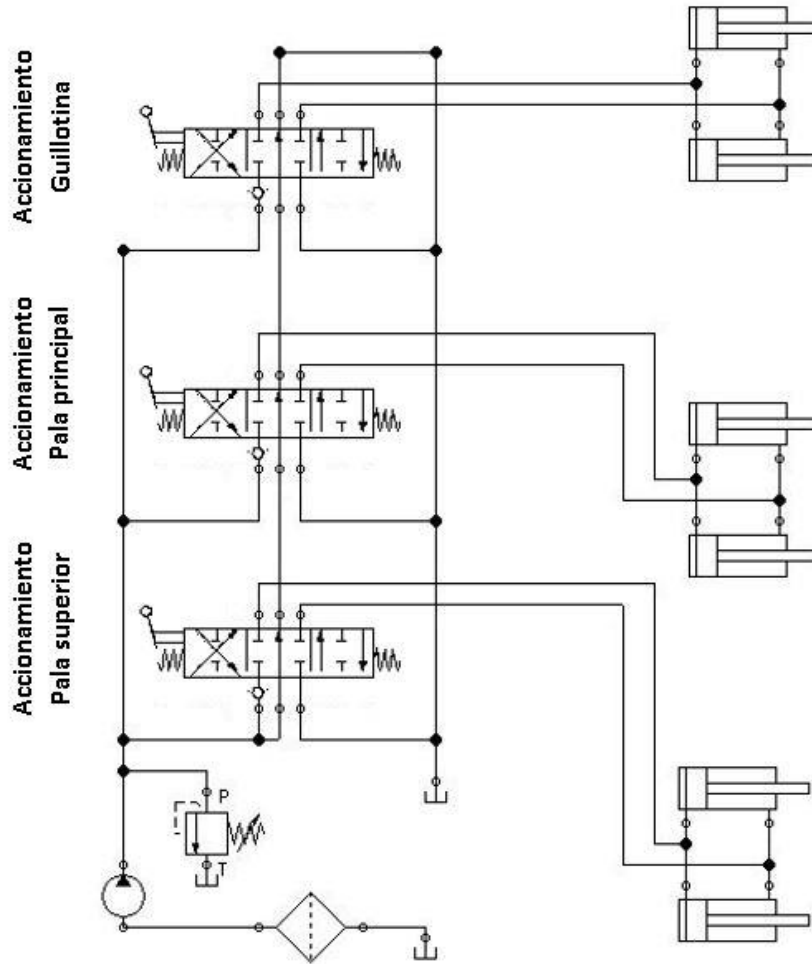 Accionamiento
Guillotina
Accionamiento
Pala principal
Accionamiento
Pala superior
P
T